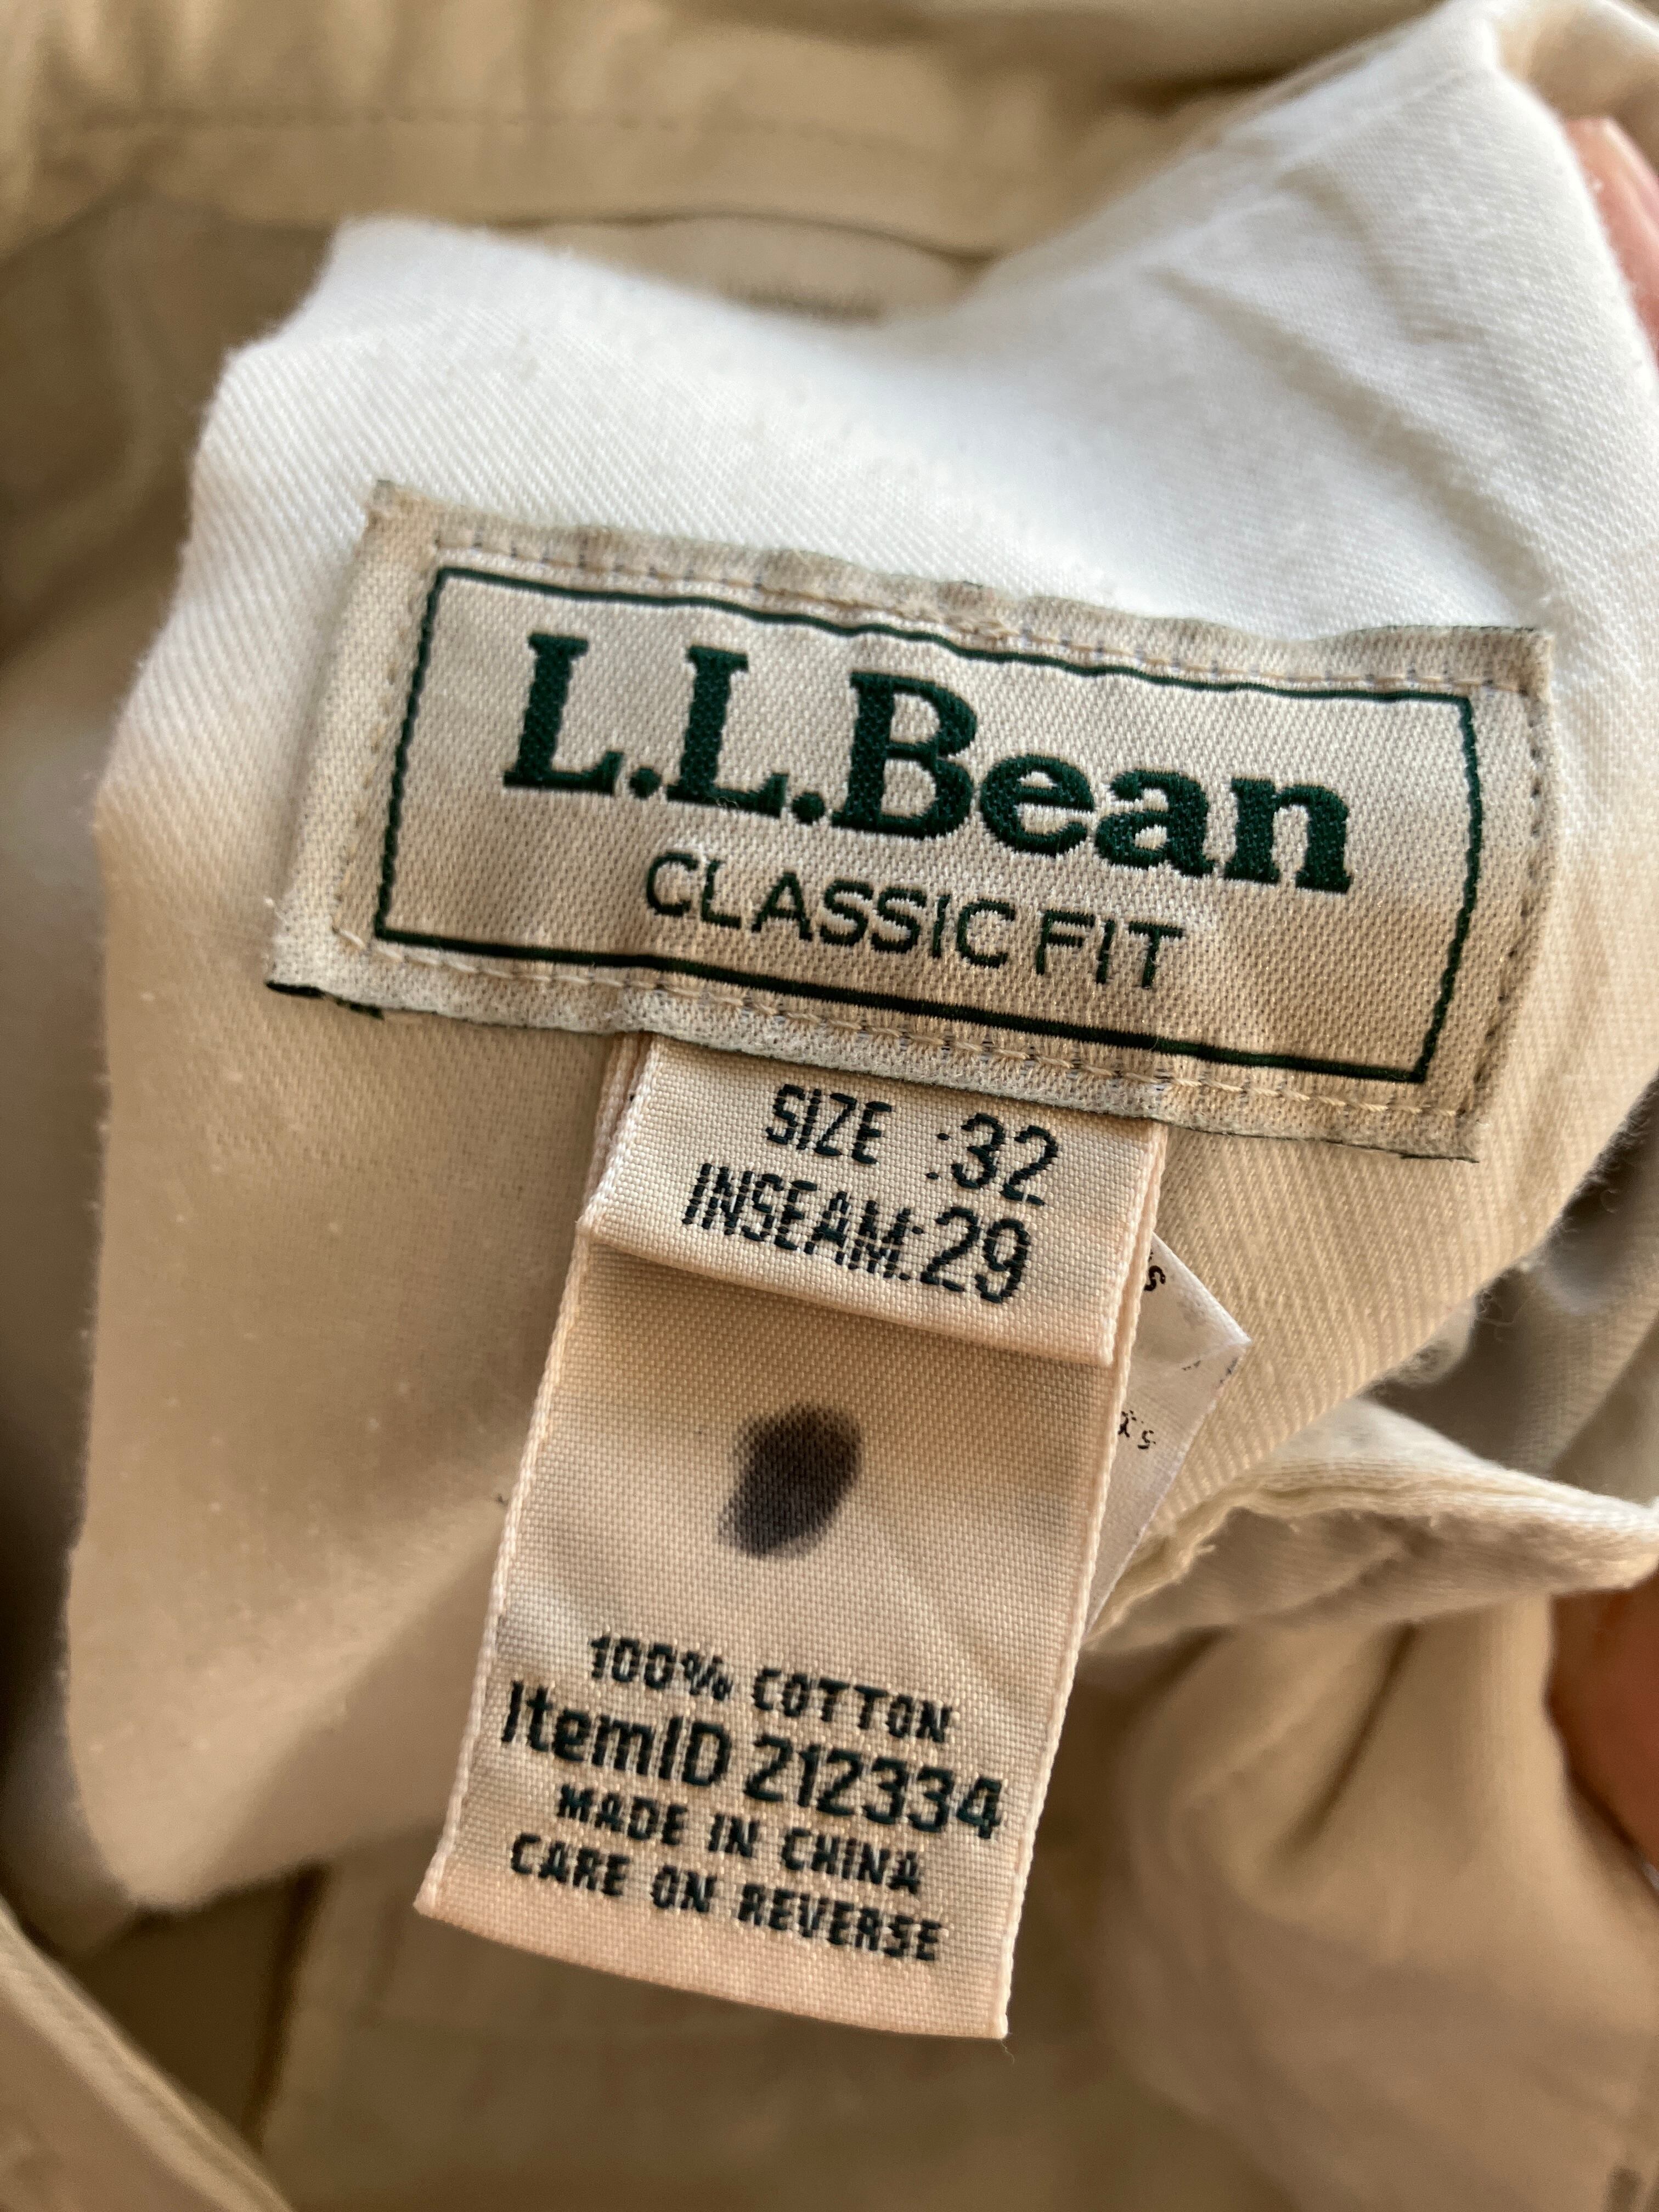 L.L.Bean
CLASSIC FIT
SIZE :32
INSEAM:29
100% COTTON
ItemID 212334
MADE IN CHINA
CARE ON REVERSE